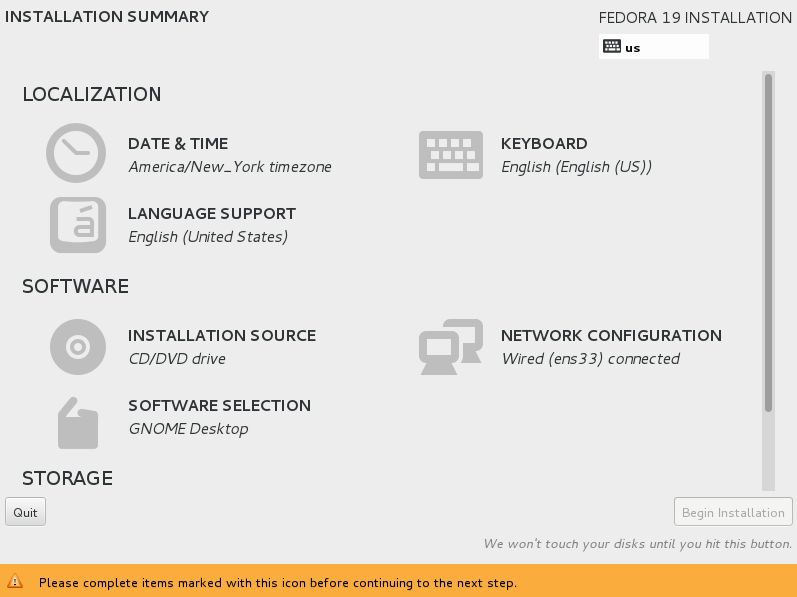 INSTALLATION SUMMARY
FEDORA 19 INSTALLATION
us
LOCALIZATION
DATE & TIME
America/New_York timezone
KEYBOARD
English (English (US))
á
LANGUAGE SUPPORT
English (United States)
SOFTWARE
INSTALLATION SOURCE
CD/DVD drive
NETWORK CONFIGURATION
Wired (ens33) connected
SOFTWARE SELECTION
GNOME Desktop
STORAGE
Quit
Begin Installation
We won't touch your disks until you hit this button.
Please complete items marked with this icon before continuing to the next step.